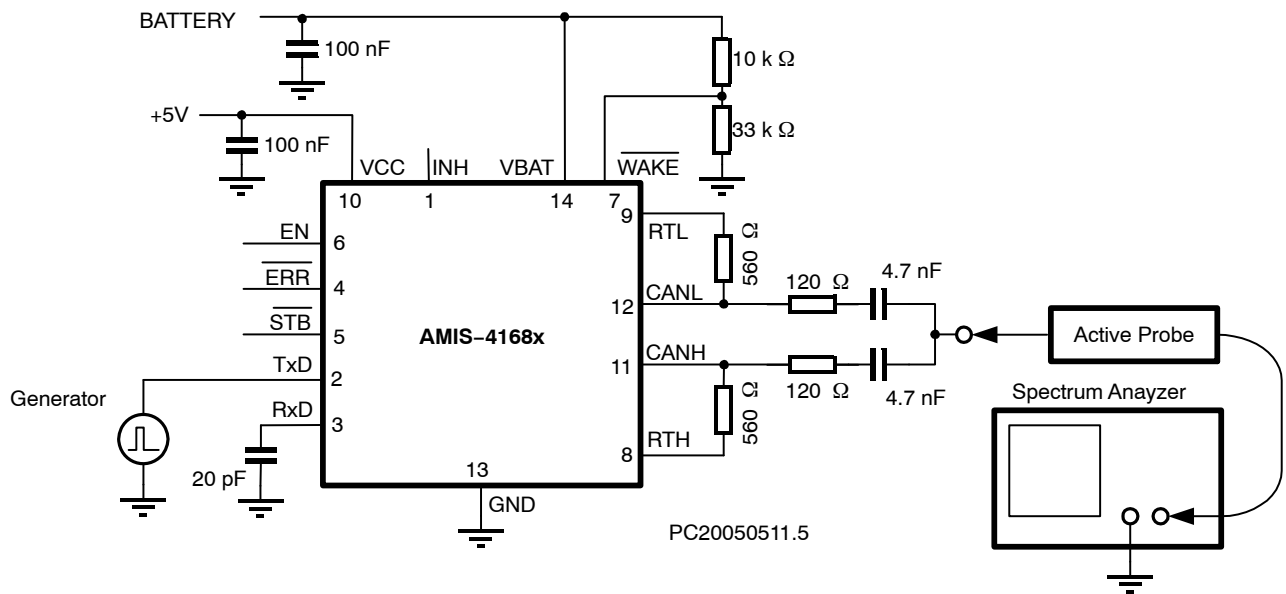 BATTERY
100 nF
10 k Ω
+5V
100 nF
33 k Ω
VCC
INH
VBAT
WAKE
10
1
14
7
9
RTL
EN
6
560 Ω
ERR
4
120 Ω
4.7 nF
CANL
12
STB
5
AMIS–4168x
Active Probe
CANH
11
TxD
2
120 Ω
4.7 nF
Generator
RxD
3
560 Ω
Spectrum Anayzer
RTH
8
20 pF
13
GND
PC20050511.5